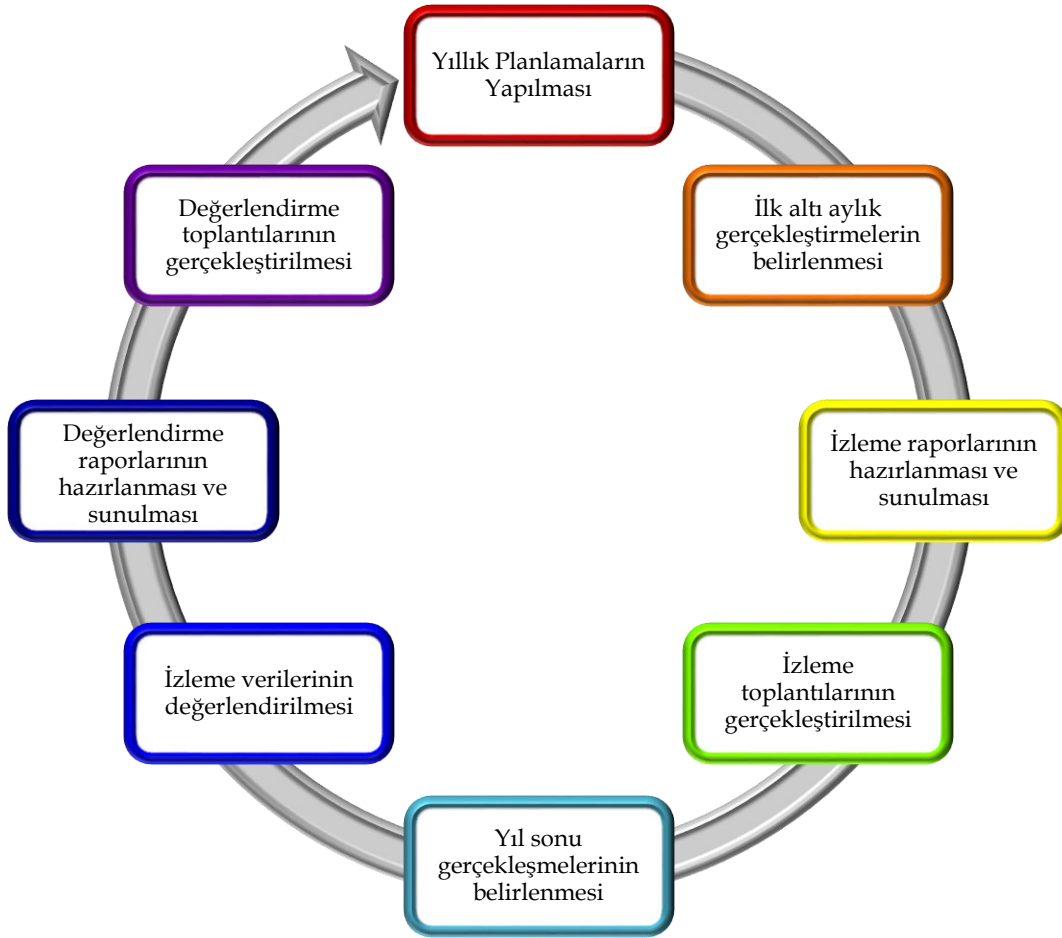 Yıllık Planlamaların
Yapılması
İlk altı aylık
gerçekleştirmelerin
belirlenmesi
İzleme raporlarının
hazırlanması ve
sunulması
İzleme
toplantılarının
gerçekleştirilmesi
Yıl sonu
gerçekleşmelerinin
belirlenmesi
İzleme verilerinin
değerlendirilmesi
Değerlendirme
raporlarının
hazırlanması ve
sunulması
Değerlendirme
toplantılarının
gerçekleştirilmesi